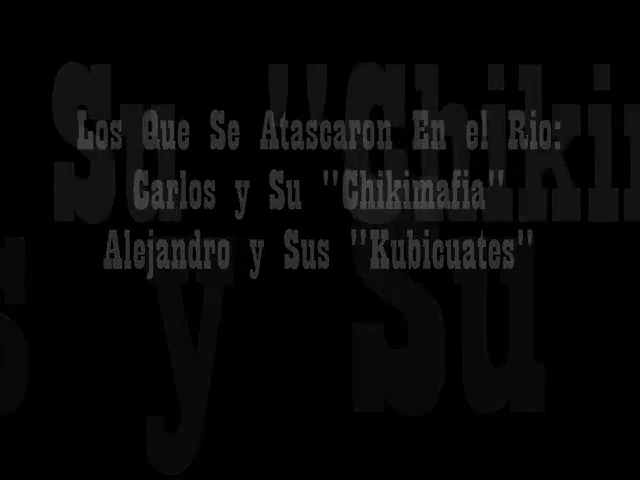 Los Que Se Atascaron En el Rio:
Carlos y Su "Chikimafia"
Alejandro y Sus "Kubicuates"